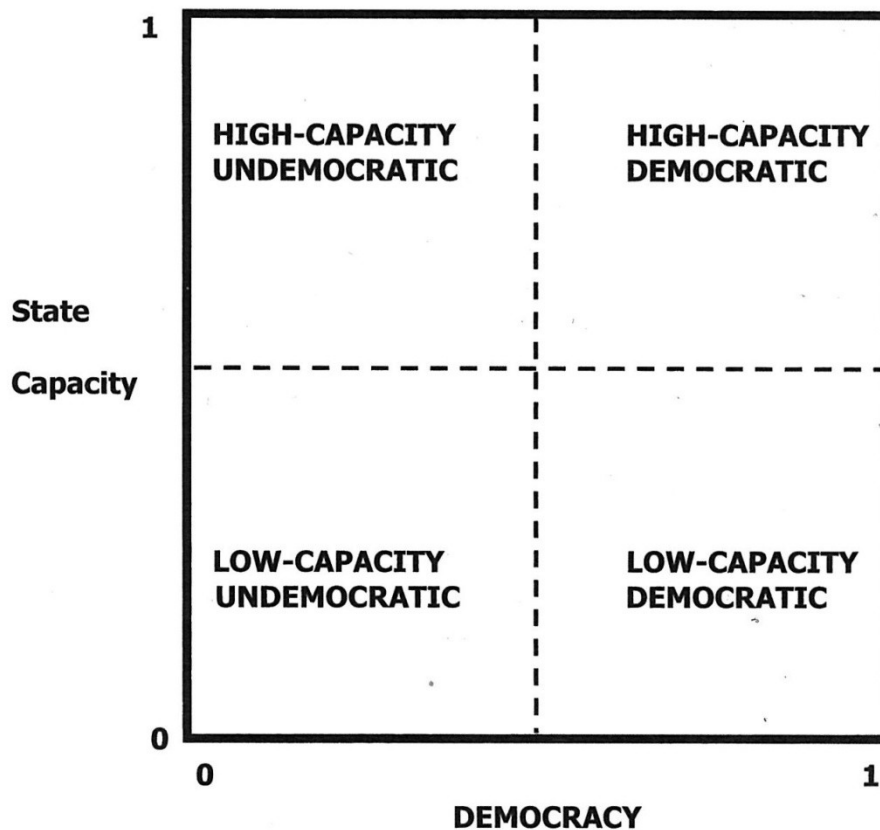 1
HIGH-CAPACITY
UNDEMOCRATIC
HIGH-CAPACITY
DEMOCRATIC
State
Capacity
LOW-CAPACITY
UNDEMOCRATIC
LOW-CAPACITY
DEMOCRATIC
0
0
1
DEMOCRACY